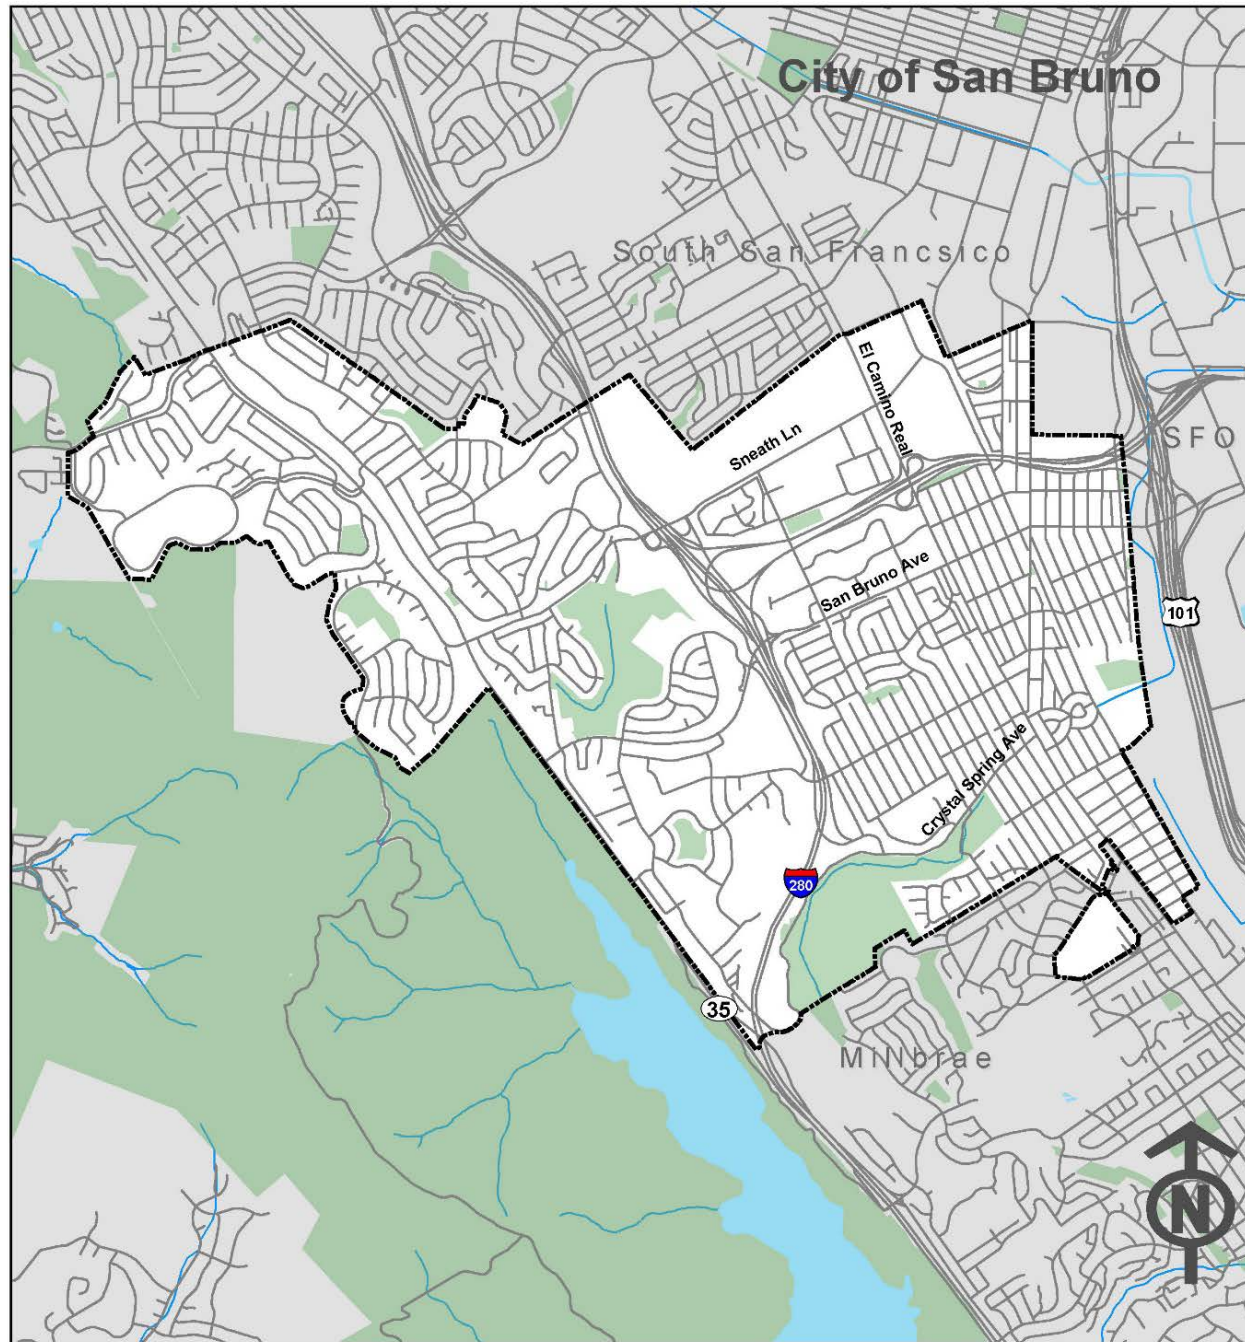 City of San Bruno
South San Francsico
El Camino Real
Sneath Ln
SFO
San Bruno Ave
101
Crystal Spring Ave
280
35
MiNbrae
N